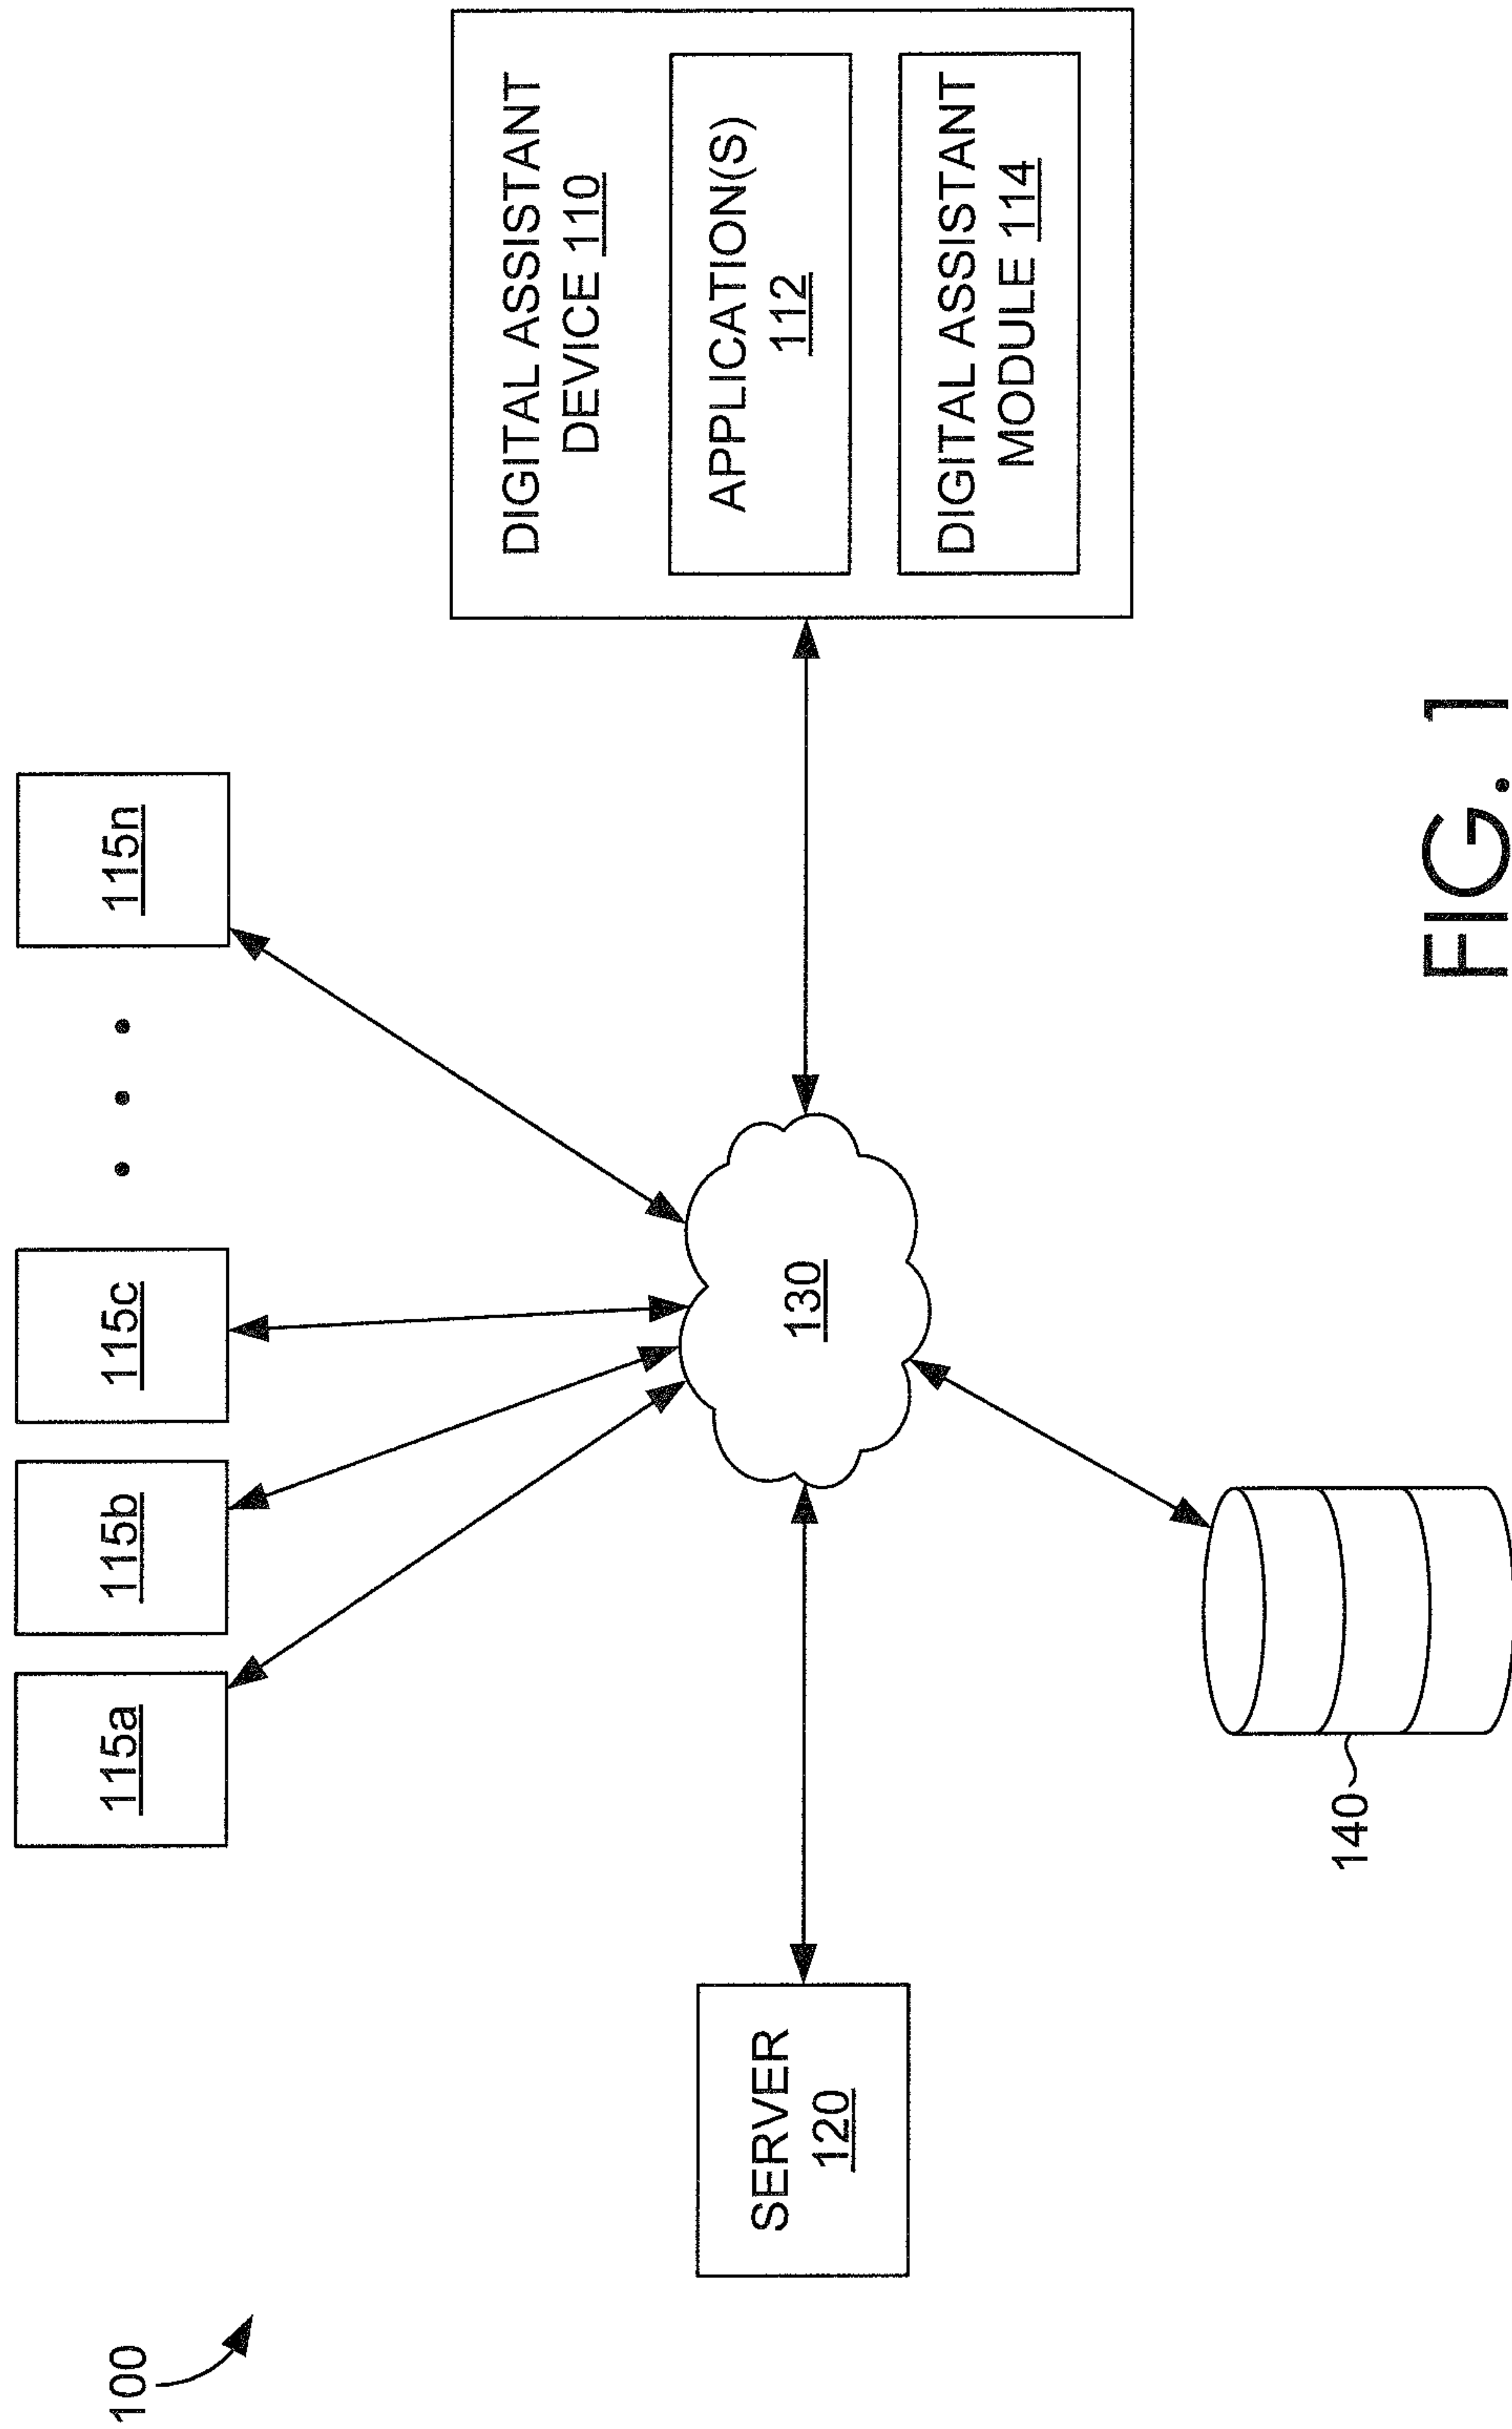 100
115a
115b
115c
115n
SERVER
120
130
140
DIGITAL ASSISTANT
DEVICE 110
APPLICATION(S)
112
DIGITAL ASSISTANT
MODULE 114
FIG. 1